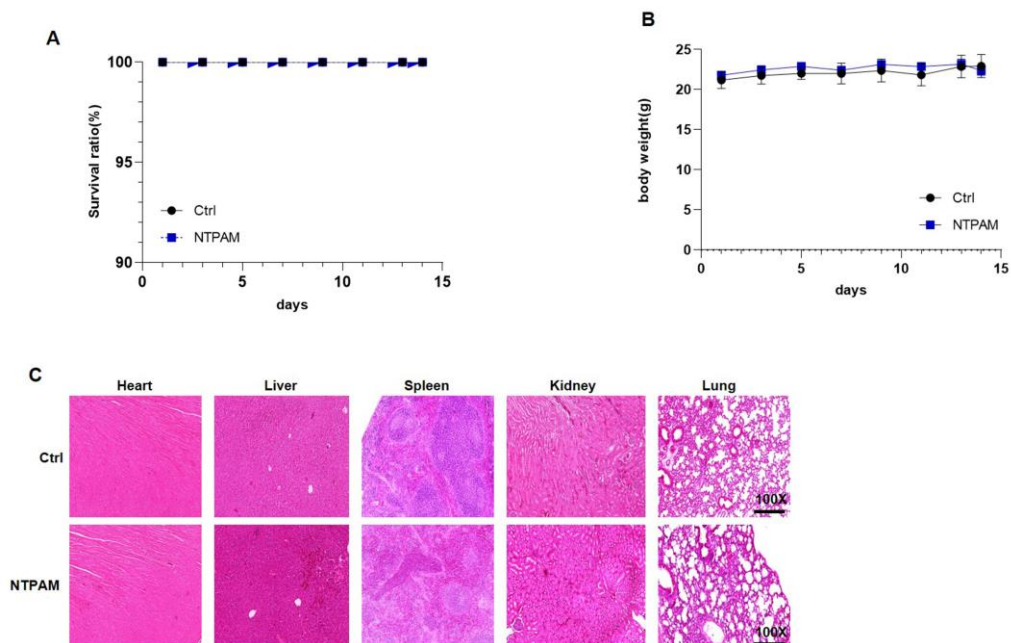 A
Survival ratio(%)
100
95
90
Ctrl
NTPAM
0 5 10 15
days
B
body weight(g)
25
20
15
10
5
0
Ctrl
NTPAM
0 5 10 15
days
C
Heart Liver Spleen Kidney Lung
Ctrl
100X
NTPAM
100X